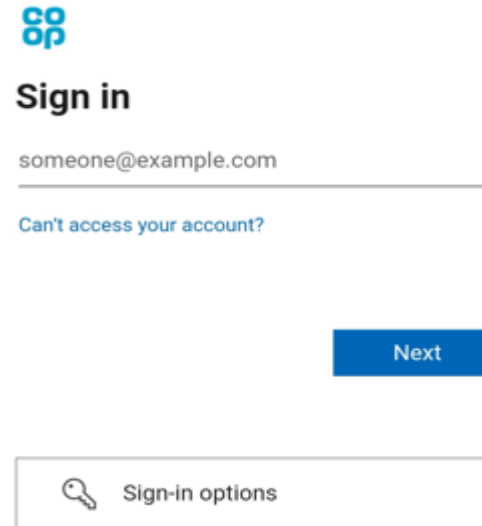 CO
OP
Sign in
someone@example.com
Can't access your account?
Next
Sign-in options